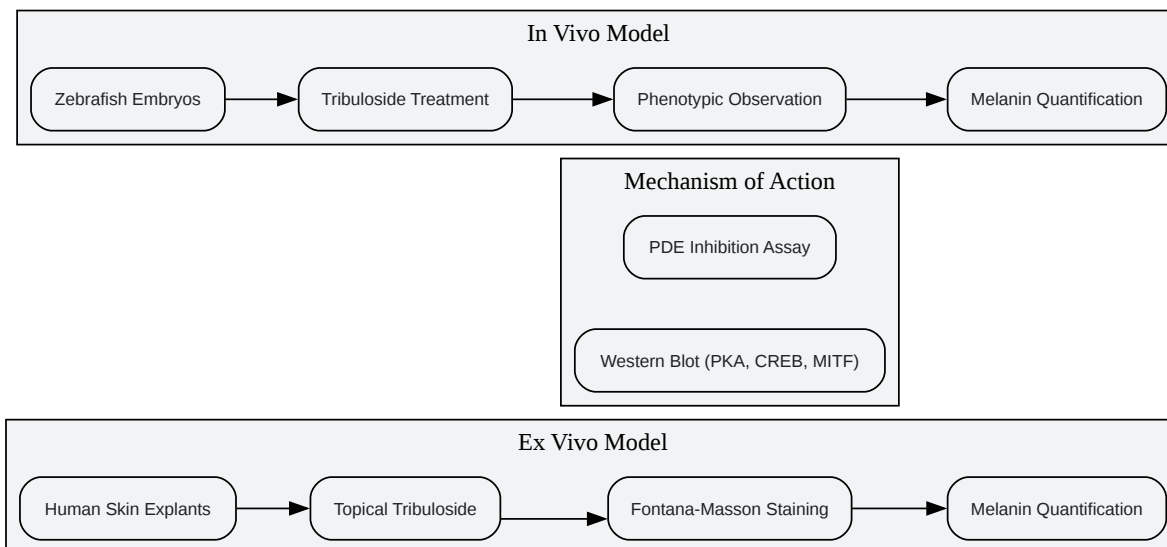 In Vivo Model
Zebrafish Embryos
Tribuloside Treatment
Phenotypic Observation
Melanin Quantification
Mechanism of Action
PDE Inhibition Assay
Western Blot (PKA, CREB, MITF)
Ex Vivo Model
Human Skin Explants
Topical Tribuloside
Fontana-Masson Staining
Melanin Quantification